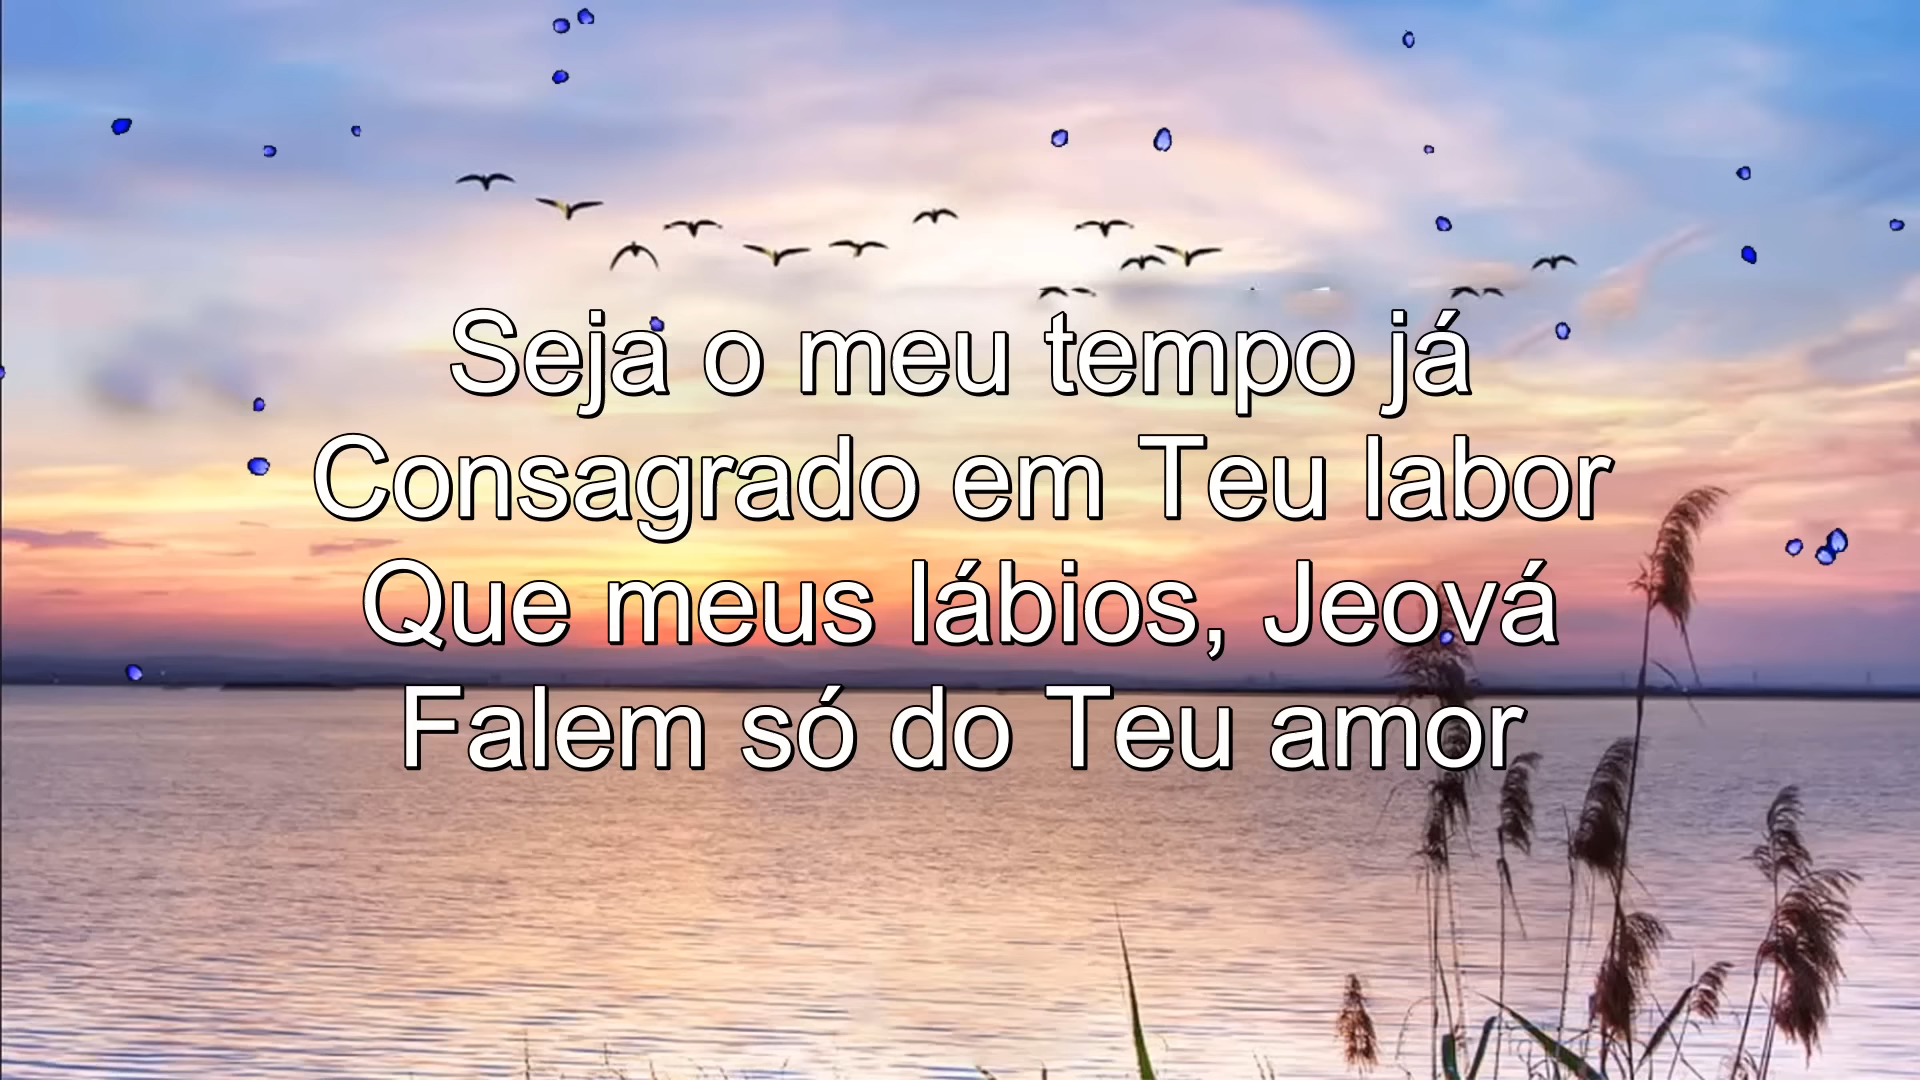 Seja o meu tempo já
Consagrado em Teu labor
Que meus lábios, Jeová
Falem só do Teu amor